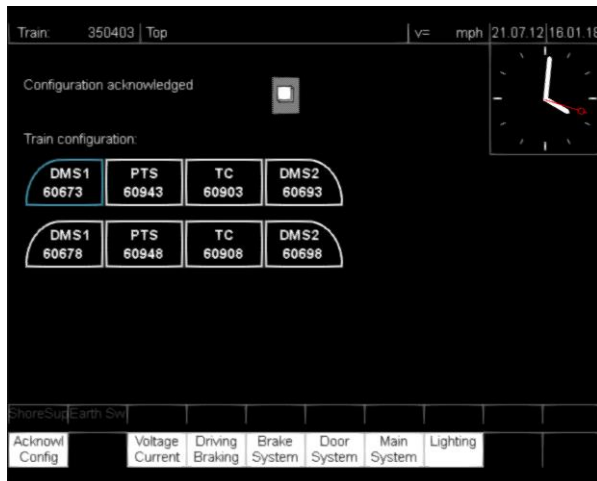 Train: 350403 Top v= mph 21.07.12 16.01.18
Configuration acknowledged
Train configuration:
DMS1 PTS TC DMS2
60673 60943 60903 60693
DMS1 PTS TC DMS2
60678 60948 60908 60698
ShoreSup Earth Sw
Acknowl Voltage Driving Brake Door Main Lighting
Config Current Braking System System System